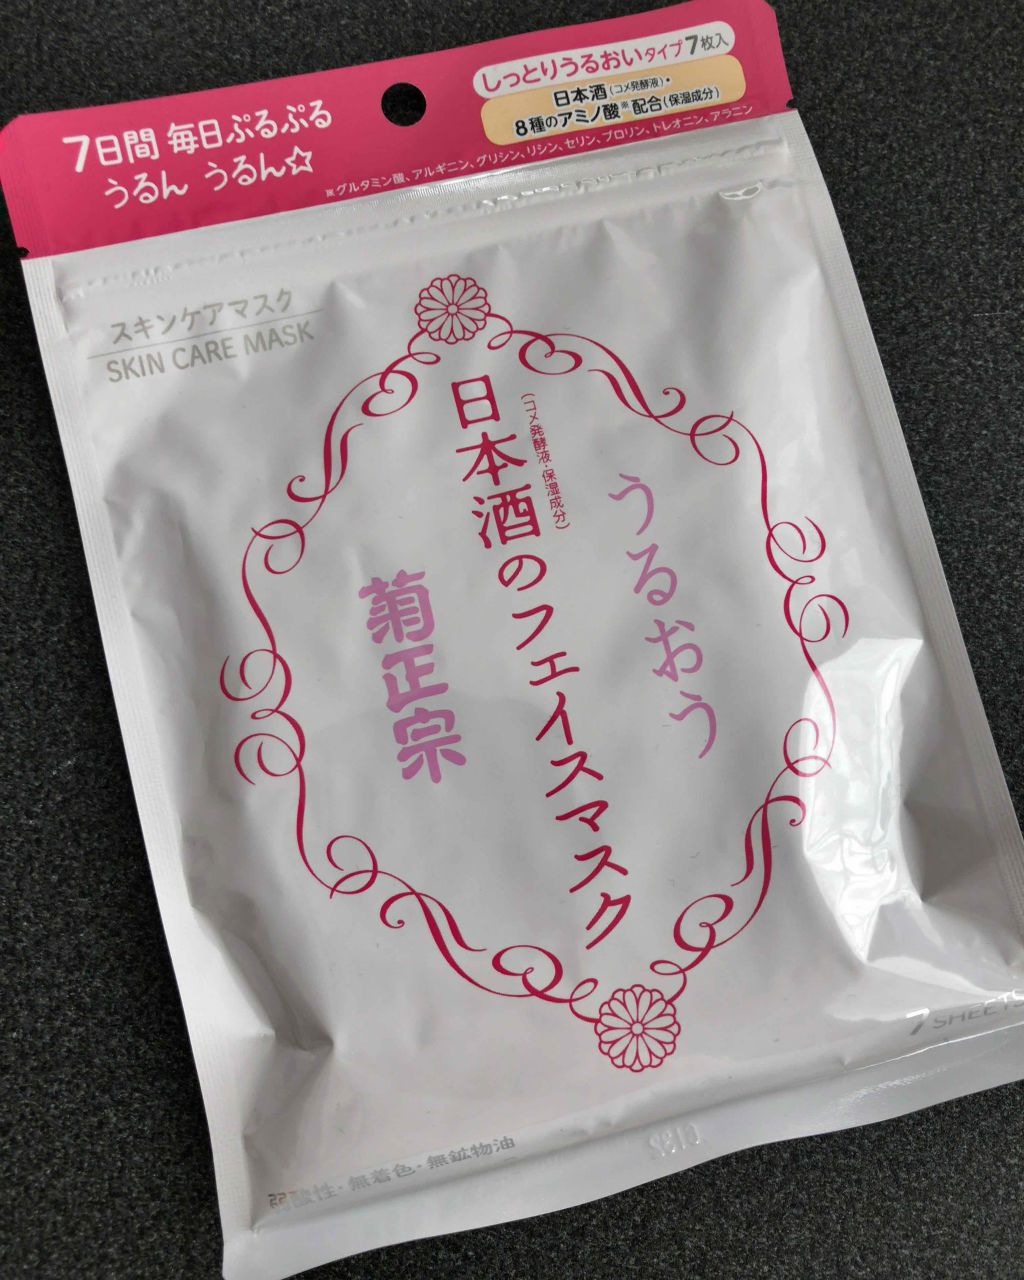 7日間 毎日ぷるぷる
うるん うるん☆
しっとりうるおいタイプ7枚入
日本酒(コメ発酵液)・
8種のアミノ酸※配合(保湿成分)
※グルタミン酸、アルギニン、グリシン、リシン、セリン、プロリン、トレオニン、アラニン
スキンケアマスク
SKIN CARE MASK
うるおう
(コメ発酵液・保湿成分)
日本酒のフェイスマスク
菊正宗
7 SHEETS
弱酸性・無着色・無鉱物油